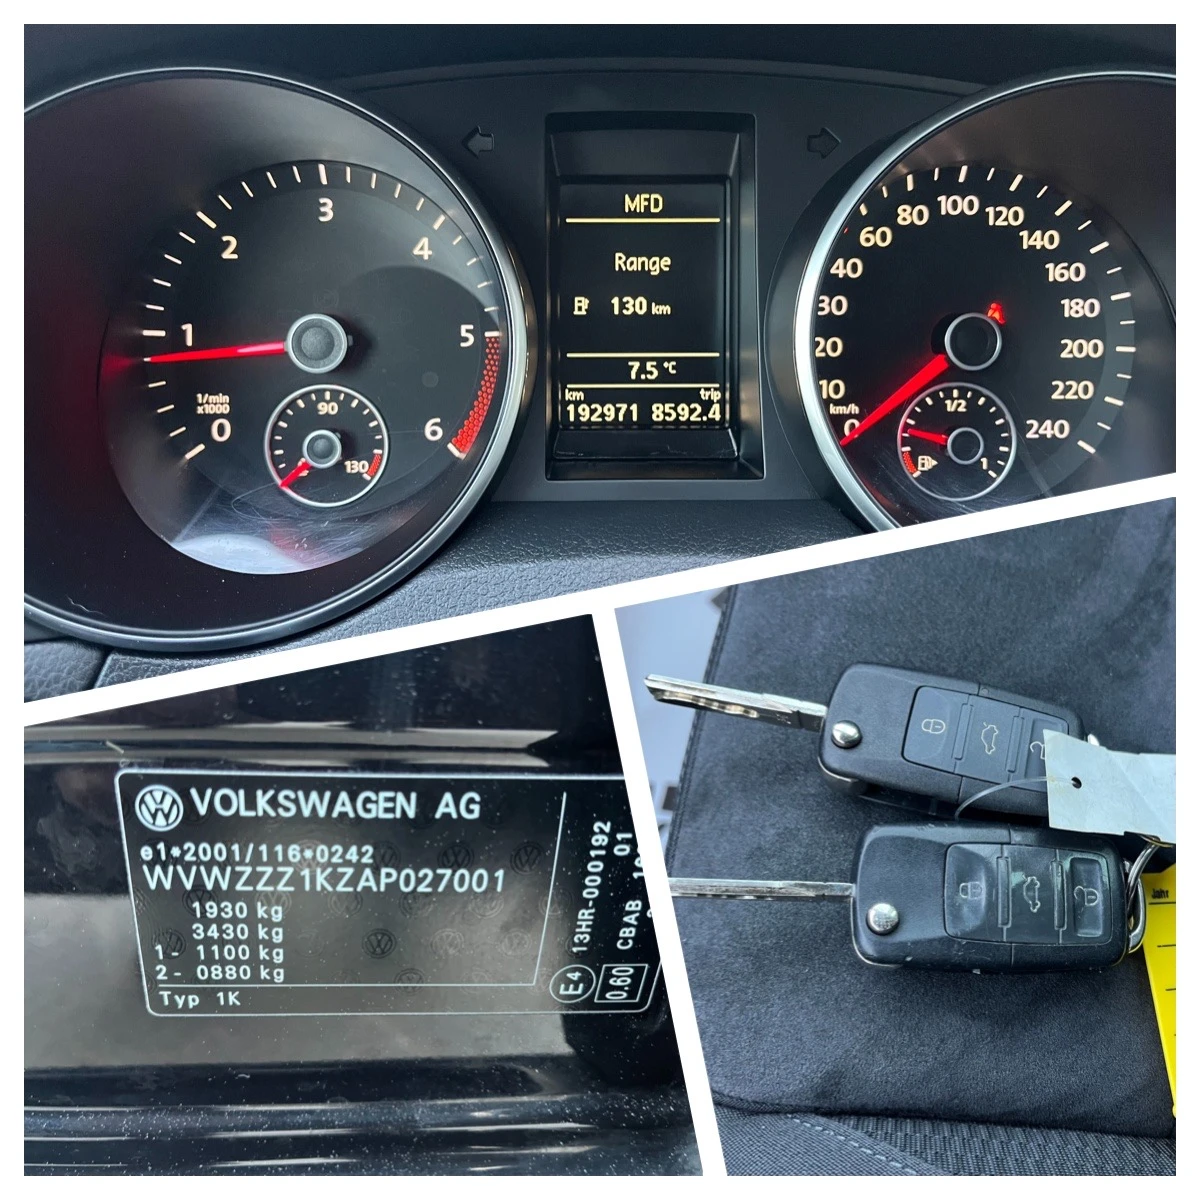 0
1
2
3
4
5
6
1/min
x1000
90
130
MFD
Range
130 km
7.5 °C
km
trip
192971 8592.4
0
10
20
30
40
60
80
100
120
140
160
180
200
220
240
km/h
1/2
1
VOLKSWAGEN AG
e1*2001/116*0242
WVWZZZ1KZAP027001
1930 kg
3430 kg
1- 1100 kg
2- 0880 kg
Typ 1K
13HR-000192
01
CBAB
E4
0.60
Jahr